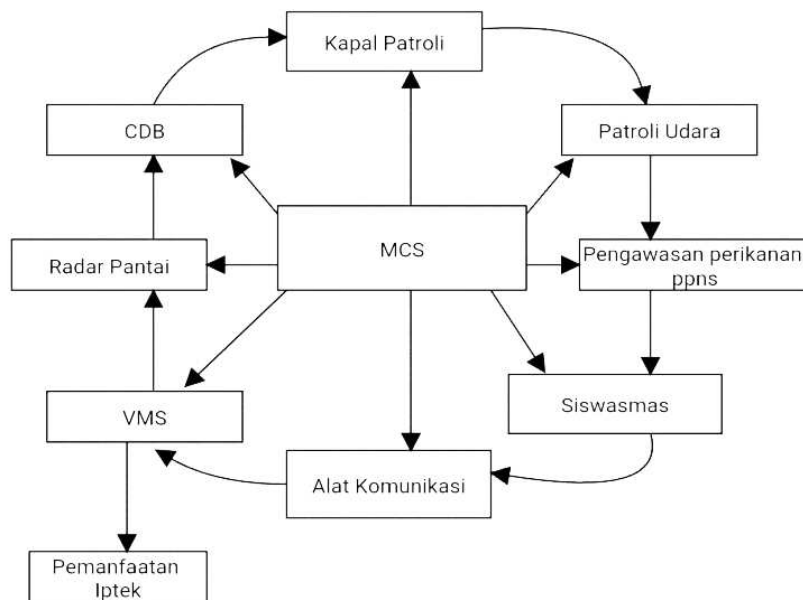 Kapal Patroli
CDB
Patroli Udara
MCS
Radar Pantai
Pengawasan perikanan
ppns
VMS
Siswasmas
Alat Komunikasi
Pemanfaatan
Iptek